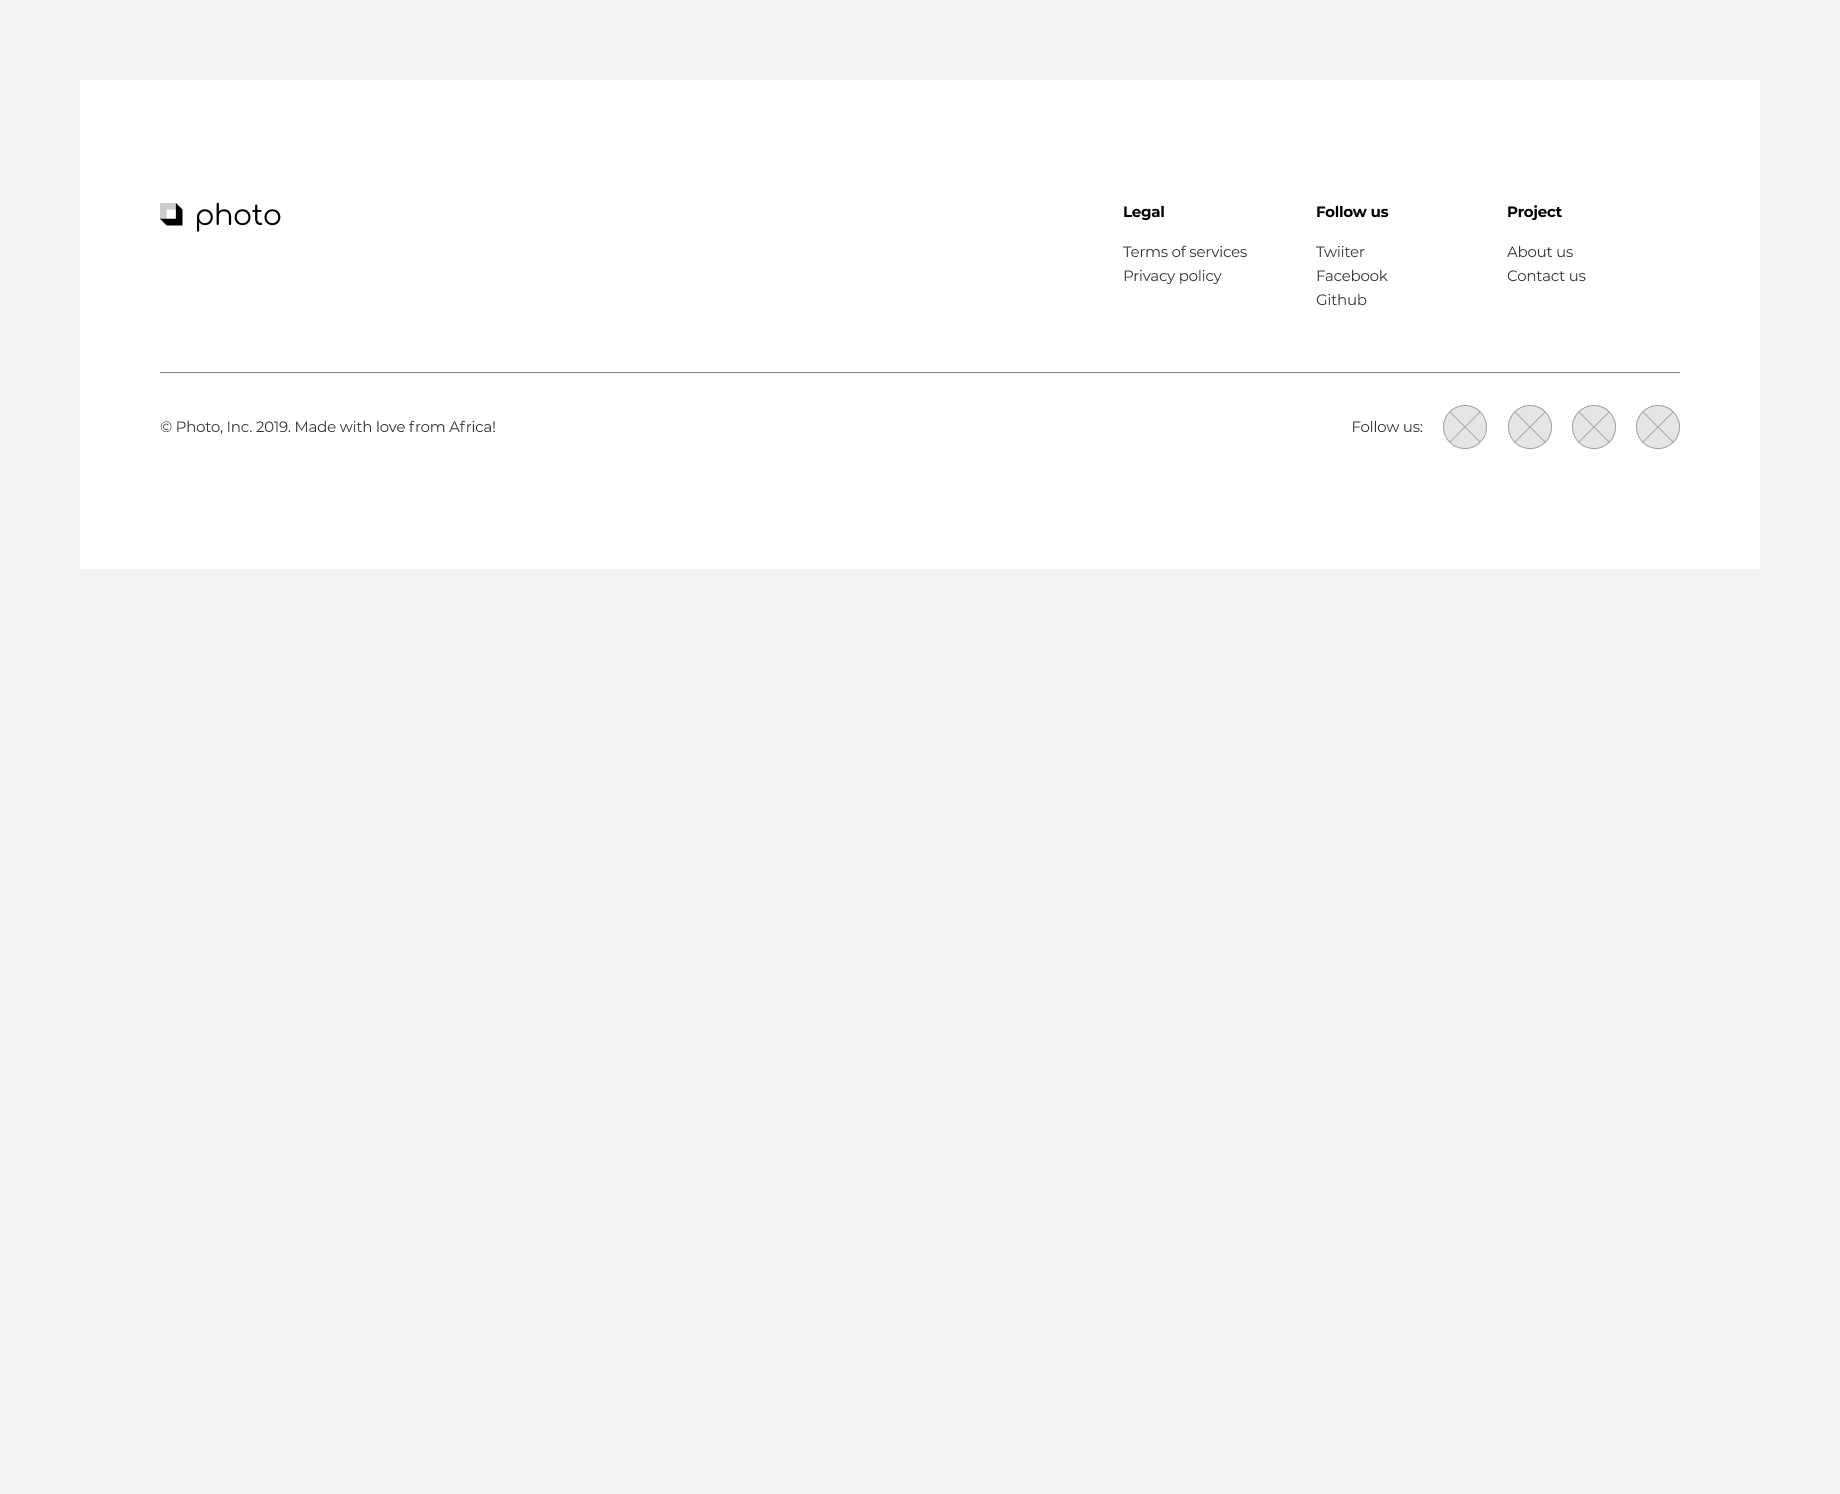 photo
Legal
Terms of services
Privacy policy
Follow us
Twiiter
Facebook
Github
Project
About us
Contact us
© Photo, Inc. 2019. Made with love from Africa!
Follow us: